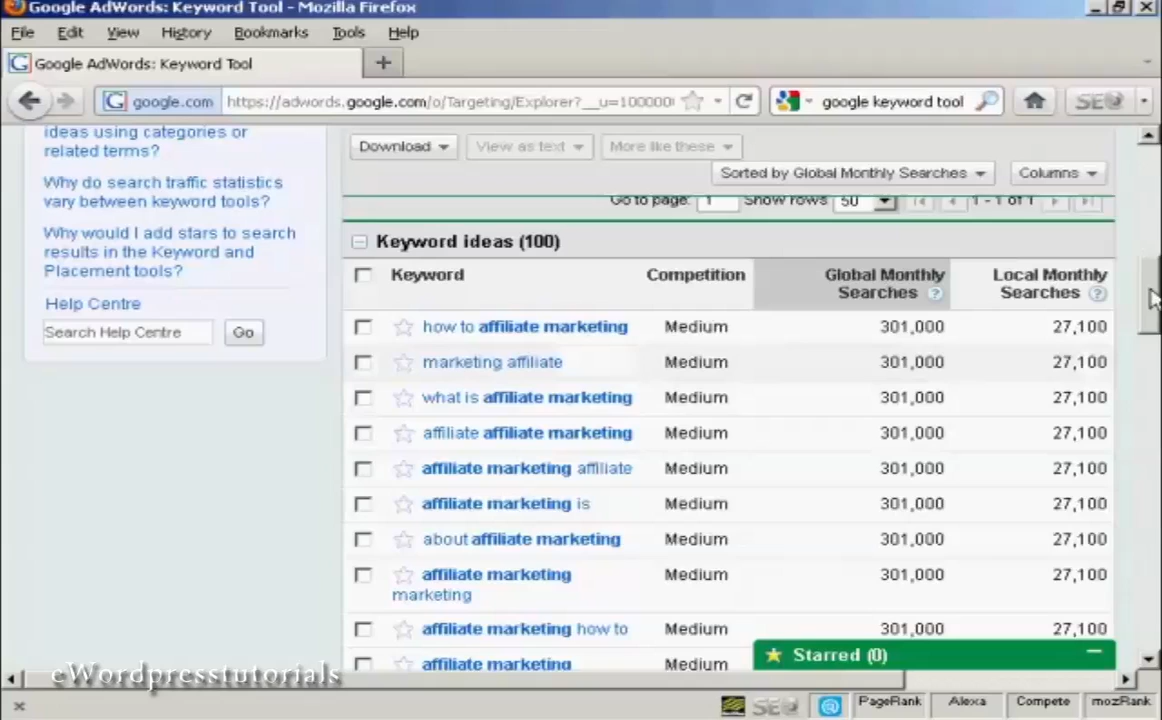 Google AdWords: Keyword Tool - Mozilla Firefox
File Edit View History Bookmarks Tools Help
Google AdWords: Keyword Tool
google.com https://adwords.google.com/o/Targeting/Explorer?__u=100000 google keyword tool SE
ideas using categories or
related terms?
Why do search traffic statistics
vary between keyword tools?
Why would I add stars to search
results in the Keyword and
Placement tools?
Help Centre
Search Help Centre Go
Download View as text More like these
Sorted by Global Monthly Searches Columns
Go to page: 1 Show rows 50 1 - 1 of 1
Keyword ideas (100)
Keyword Competition Global Monthly Searches ? Local Monthly Searches ?
how to affiliate marketing Medium 301,000 27,100
marketing affiliate Medium 301,000 27,100
what is affiliate marketing Medium 301,000 27,100
affiliate affiliate marketing Medium 301,000 27,100
affiliate marketing affiliate Medium 301,000 27,100
affiliate marketing is Medium 301,000 27,100
about affiliate marketing Medium 301,000 27,100
affiliate marketing marketing Medium 301,000 27,100
affiliate marketing how to Medium 301,000 27,100
affiliate marketing
Starred (0)
eWordpresstutorials
SE PageRank Alexa Compete mozRank